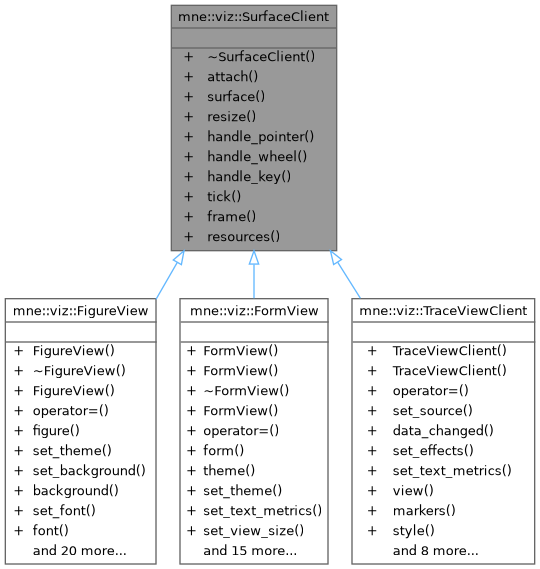 mne::viz::SurfaceClient
+ ~SurfaceClient()
+ attach()
+ surface()
+ resize()
+ handle_pointer()
+ handle_wheel()
+ handle_key()
+ tick()
+ frame()
+ resources()
mne::viz::FigureView
+ FigureView()
+ ~FigureView()
+ FigureView()
+ operator=()
+ figure()
+ set_theme()
+ set_background()
+ background()
+ set_font()
+ font()
and 20 more...
mne::viz::FormView
+ FormView()
+ FormView()
+ ~FormView()
+ FormView()
+ operator=()
+ form()
+ theme()
+ set_theme()
+ set_text_metrics()
+ set_view_size()
and 15 more...
mne::viz::TraceViewClient
+ TraceViewClient()
+ TraceViewClient()
+ operator=()
+ set_source()
+ data_changed()
+ set_effects()
+ set_text_metrics()
+ view()
+ markers()
+ style()
and 8 more...